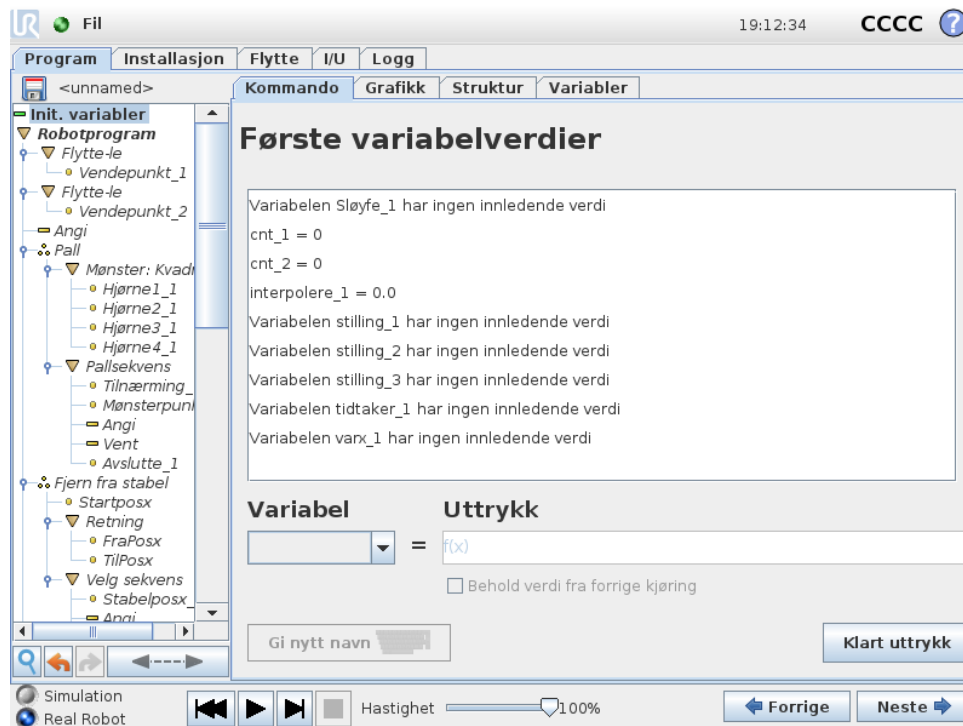 UR Fil 19:12:34 CCCC ?
Program Installasjon Flytte I/U Logg
<unnamed>
Kommando Grafikk Struktur Variabler
Init. variabler
Robotprogram
Flytte-le
Vendepunkt_1
Flytte-le
Vendepunkt_2
Angi
Pall
Mønster: Kvadr
Hjørne1_1
Hjørne2_1
Hjørne3_1
Hjørne4_1
Pallsekvens
Tilnærming_
Mønsterpun
Angi
Vent
Avslutte_1
Fjern fra stabel
Startposx
Retning
FraPosx
TilPosx
Velg sekvens
Stabelposx_
Angi
Første variabelverdier
Variabelen Sløyfe_1 har ingen innledende verdi
cnt_1 = 0
cnt_2 = 0
interpolere_1 = 0.0
Variabelen stilling_1 har ingen innledende verdi
Variabelen stilling_2 har ingen innledende verdi
Variabelen stilling_3 har ingen innledende verdi
Variabelen tidtaker_1 har ingen innledende verdi
Variabelen varx_1 har ingen innledende verdi
Variabel Uttrykk
= f(x)
Behold verdi fra forrige kjøring
Gi nytt navn
Klart uttrykk
Simulation
Real Robot
Hastighet 100%
Forrige Neste